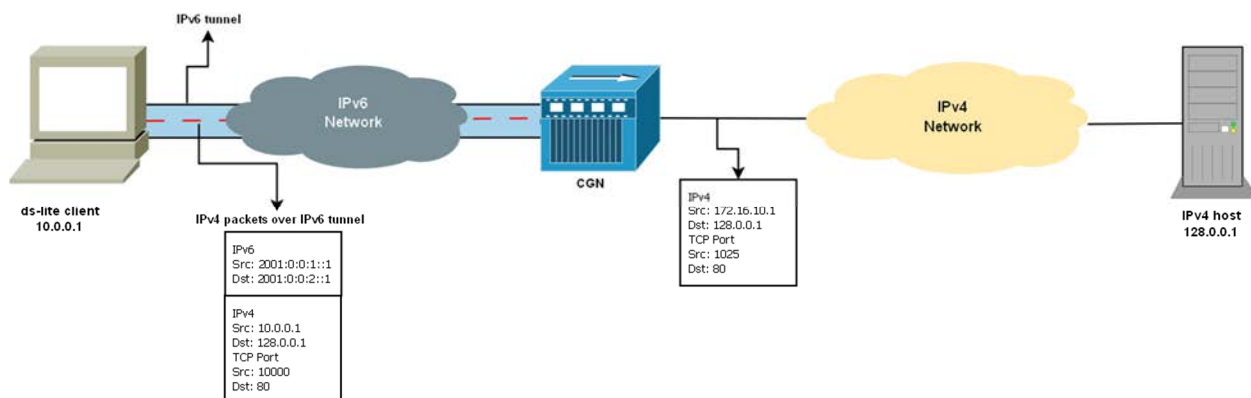 IPv6 tunnel
IPv6
Network
IPv4
Network
CGN
ds-lite client
10.0.0.1
IPv4 packets over IPv6 tunnel
IPv6
Src: 2001:0:0:1::1
Dst: 2001:0:0:2::1
IPv4
Src: 10.0.0.1
Dst: 128.0.0.1
TCP Port
Src: 10000
Dst: 80
IPv4
Src: 172.16.10.1
Dst: 128.0.0.1
TCP Port
Src: 1025
Dst: 80
IPv4 host
128.0.0.1